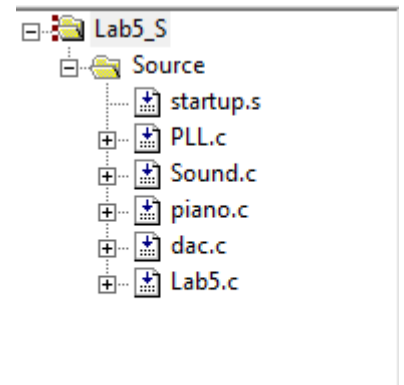 Lab5_S
Source
startup.s
PLL.c
Sound.c
piano.c
dac.c
Lab5.c